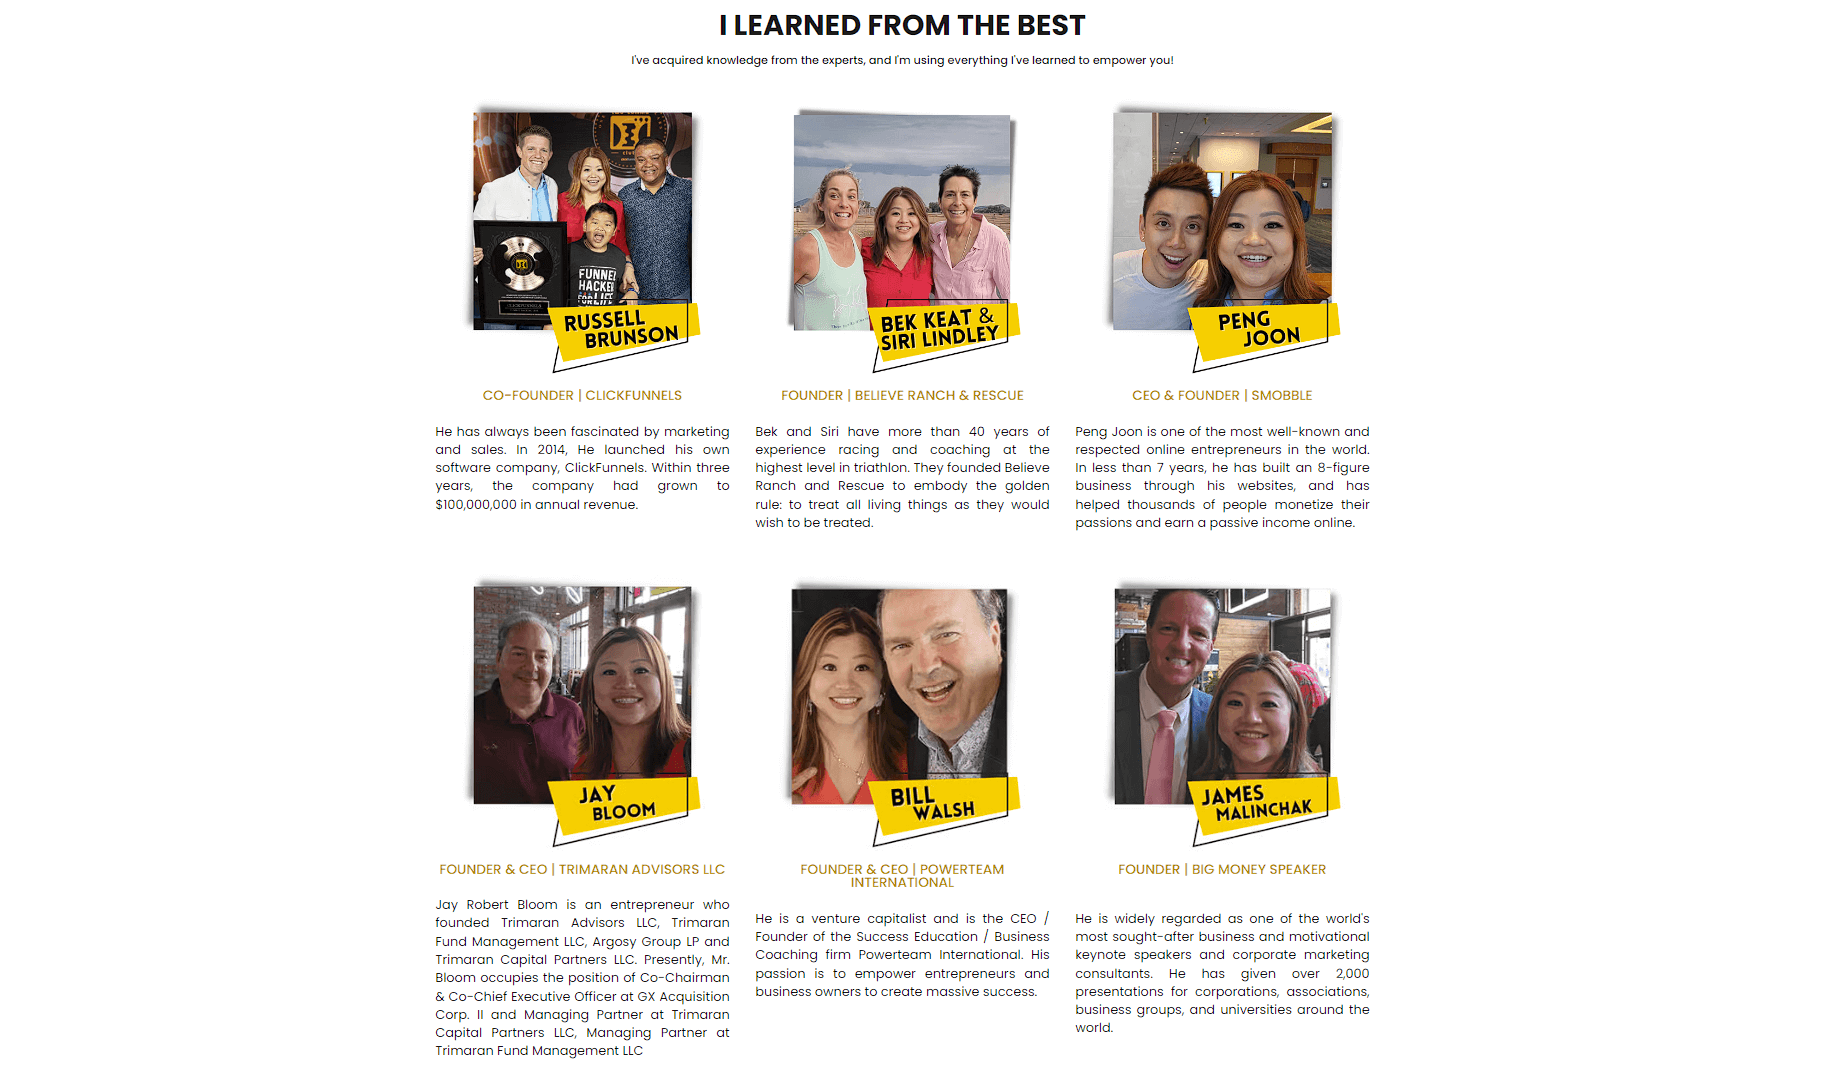 I LEARNED FROM THE BEST
I've acquired knowledge from the experts, and I'm using everything I've learned to empower you!
FUNNEL
HACKER
FOR LIFE
RUSSELL
BRUNSON
CO-FOUNDER | CLICKFUNNELS
He has always been fascinated by marketing
and sales. In 2014, He launched his own
software company, ClickFunnels. Within three
years, the company had grown to
$100,000,000 in annual revenue.
BEK KEAT &
SIRI LINDLEY
FOUNDER | BELIEVE RANCH & RESCUE
Bek and Siri have more than 40 years of
experience racing and coaching at the
highest level in triathlon. They founded Believe
Ranch and Rescue to embody the golden
rule: to treat all living things as they would
wish to be treated.
PENG
JOON
CEO & FOUNDER | SMOBBLE
Peng Joon is one of the most well-known and
respected online entrepreneurs in the world.
In less than 7 years, he has built an 8-figure
business through his websites, and has
helped thousands of people monetize their
passions and earn a passive income online.
JAY
BLOOM
FOUNDER & CEO | TRIMARAN ADVISORS LLC
Jay Robert Bloom is an entrepreneur who
founded Trimaran Advisors LLC, Trimaran
Fund Management LLC, Argosy Group LP and
Trimaran Capital Partners LLC. Presently, Mr.
Bloom occupies the position of Co-Chairman
& Co-Chief Executive Officer at GX Acquisition
Corp. II and Managing Partner at Trimaran
Capital Partners LLC, Managing Partner at
Trimaran Fund Management LLC
BILL
WALSH
FOUNDER & CEO | POWERTEAM
INTERNATIONAL
He is a venture capitalist and is the CEO /
Founder of the Success Education / Business
Coaching firm Powerteam International. His
passion is to empower entrepreneurs and
business owners to create massive success.
JAMES
MALINCHAK
FOUNDER | BIG MONEY SPEAKER
He is widely regarded as one of the world's
most sought-after business and motivational
keynote speakers and corporate marketing
consultants. He has given over 2,000
presentations for corporations, associations,
business groups, and universities around the
world.